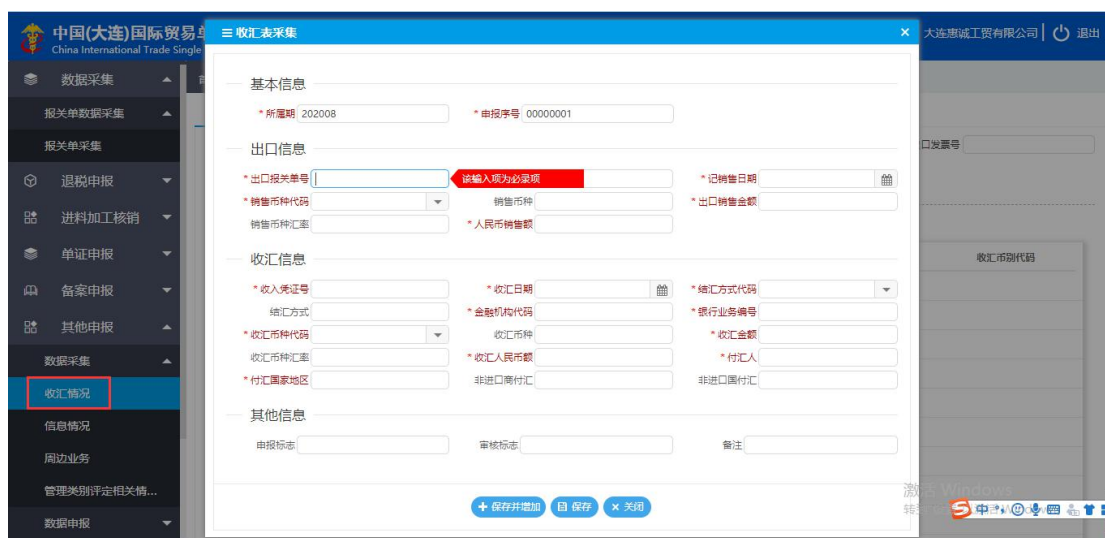 中国(大连)国际贸易单
China International Trade Single
收汇表采集
×
大连惠诚工贸有限公司
退出
数据采集
报关单数据采集
报关单采集
退税申报
进料加工核销
单证申报
备案申报
其他申报
数据采集
收汇情况
信息情况
周边业务
管理类别评定相关情...
数据申报
基本信息
*所属期 202008 *申报序号 00000001
出口信息
*出口报关单号 该输入项为必录项 *记销售日期
*销售币种代码 销售币种 *出口销售金额
销售币种汇率 *人民币销售额
收汇信息
*收入凭证号 *收汇日期 *结汇方式代码
结汇方式 *金融机构代码 *银行业务编号
*收汇币种代码 收汇币种 *收汇金额
收汇币种汇率 *收汇人民币额 *付汇人
*付汇国家地区 非进口商付汇 非进口国付汇
其他信息
申报标志 审核标志 备注
+ 保存并增加 保存 × 关闭
口发票号
收汇币别代码
激活 Windows
中